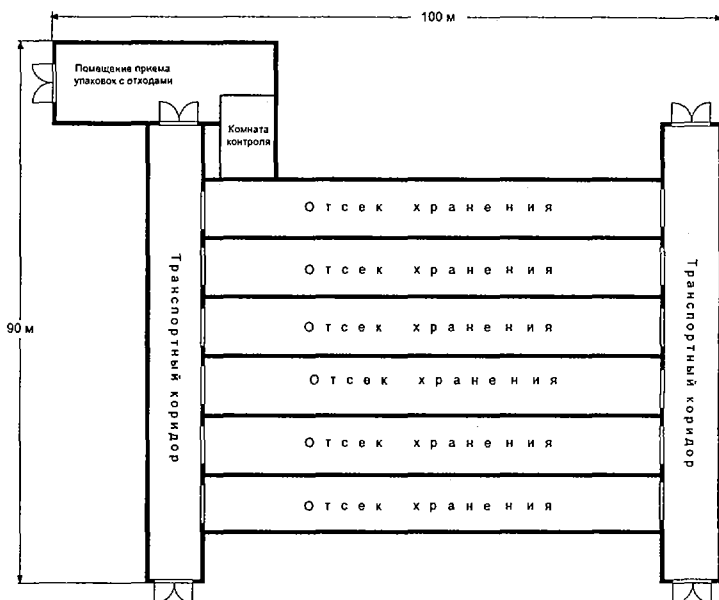 100 м
Помещение приема
упаковок с отходами
Комната
контроля
Отсек хранения
Отсек хранения
90 м
Транспортный коридор
Отсек хранения
Транспортный коридор
Отсек хранения
Отсек хранения
Отсек хранения